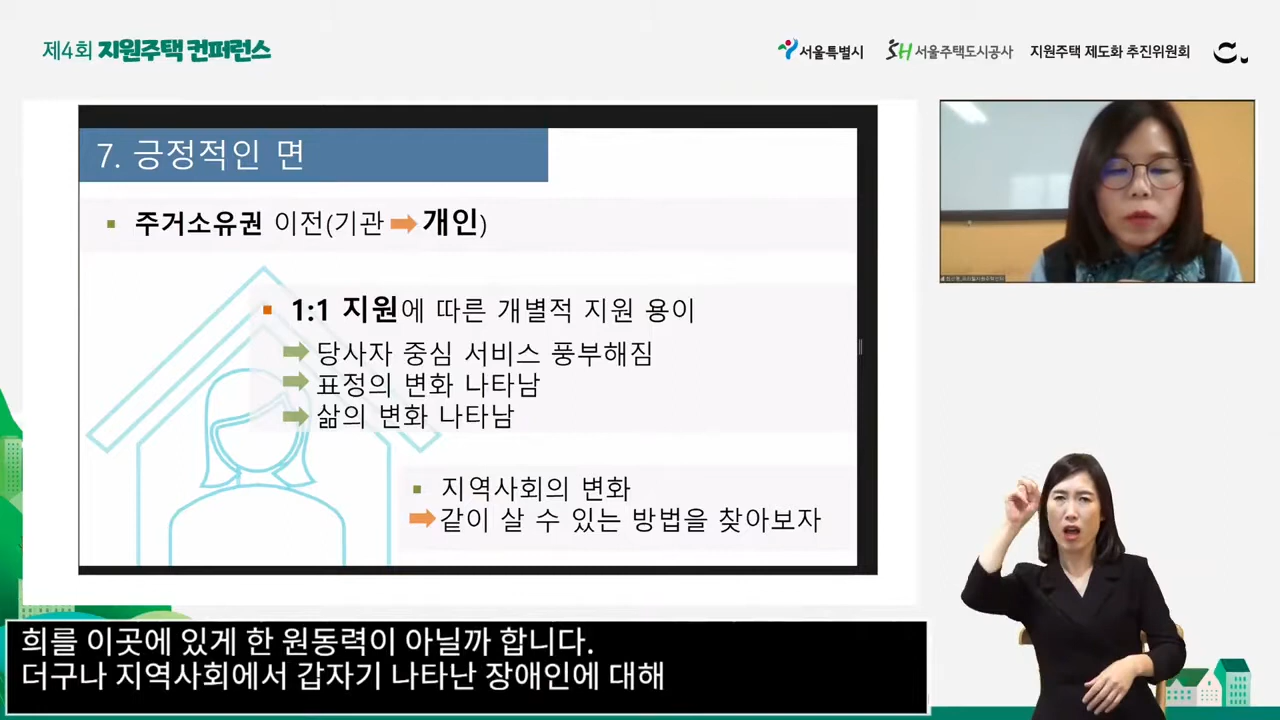 제4회 지원주택 컨퍼런스
서울특별시
SH 서울주택도시공사
지원주택 제도화 추진위원회
7. 긍정적인 면
▪ 주거소유권 이전(기관 ➡ 개인)
▪ 1:1 지원에 따른 개별적 지원 용이
➡ 당사자 중심 서비스 풍부해짐
➡ 표정의 변화 나타남
➡ 삶의 변화 나타남
▪ 지역사회의 변화
➡ 같이 살 수 있는 방법을 찾아보자
희를 이곳에 있게 한 원동력이 아닐까 합니다.
더구나 지역사회에서 갑자기 나타난 장애인에 대해